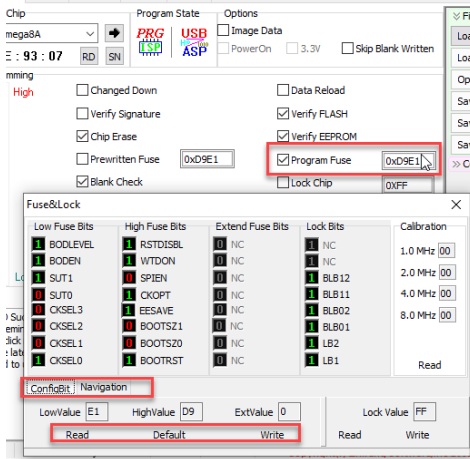 Chip
Program State
Options
mega8A
PRG
ISP
USB
ASP
Image Data
PowerOn
3.3V
Skip Blank Written
E : 93 : 07
RD
SN
mming
High
Changed Down
Data Reload
Verify Signature
Verify FLASH
Chip Erase
Verify EEPROM
Prewritten Fuse
0xD9E1
Program Fuse
0xD9E1
Blank Check
Lock Chip
0XFF
Fuse&Lock
Low Fuse Bits
High Fuse Bits
Extend Fuse Bits
Lock Bits
Calibration
1 BODLEVEL
1 RSTDISBL
0 NC
1 NC
1 BODEN
1 WTDON
0 NC
1 NC
1.0 MHz 00
1 SUT1
0 SPIEN
0 NC
1 BLB12
2.0 MHz 00
0 SUT0
1 CKOPT
0 NC
1 BLB11
4.0 MHz 00
0 CKSEL3
1 EESAVE
0 NC
1 BLB02
8.0 MHz 00
0 CKSEL2
0 BOOTSZ1
0 NC
1 BLB01
0 CKSEL1
0 BOOTSZ0
0 NC
1 LB2
1 CKSEL0
1 BOOTRST
0 NC
1 LB1
Read
ConfigBit
Navigation
LowValue E1
HighValue D9
ExtValue 0
Lock Value FF
Read
Default
Write
Read
Write